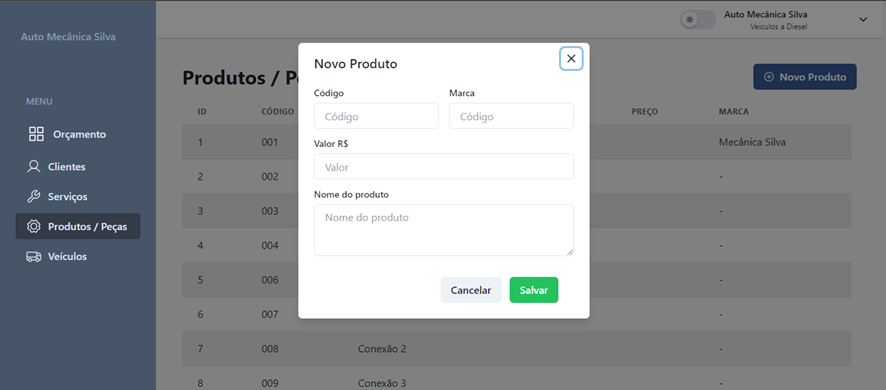 Auto Mecânica Silva
MENU
Orçamento
Clientes
Serviços
Produtos / Peças
Veículos
Auto Mecânica Silva
Veículos a Diesel
Produtos / Pe
Novo Produto
ID CÓDIGO PREÇO MARCA
1 001 Mecânica Silva
2 002 -
3 003 -
4 004 -
5 006 -
6 007 -
7 008 Conexão 2 -
8 009 Conexão 3 -
Novo Produto
Código Marca
Código Código
Valor R$
Valor
Nome do produto
Nome do produto
Cancelar Salvar